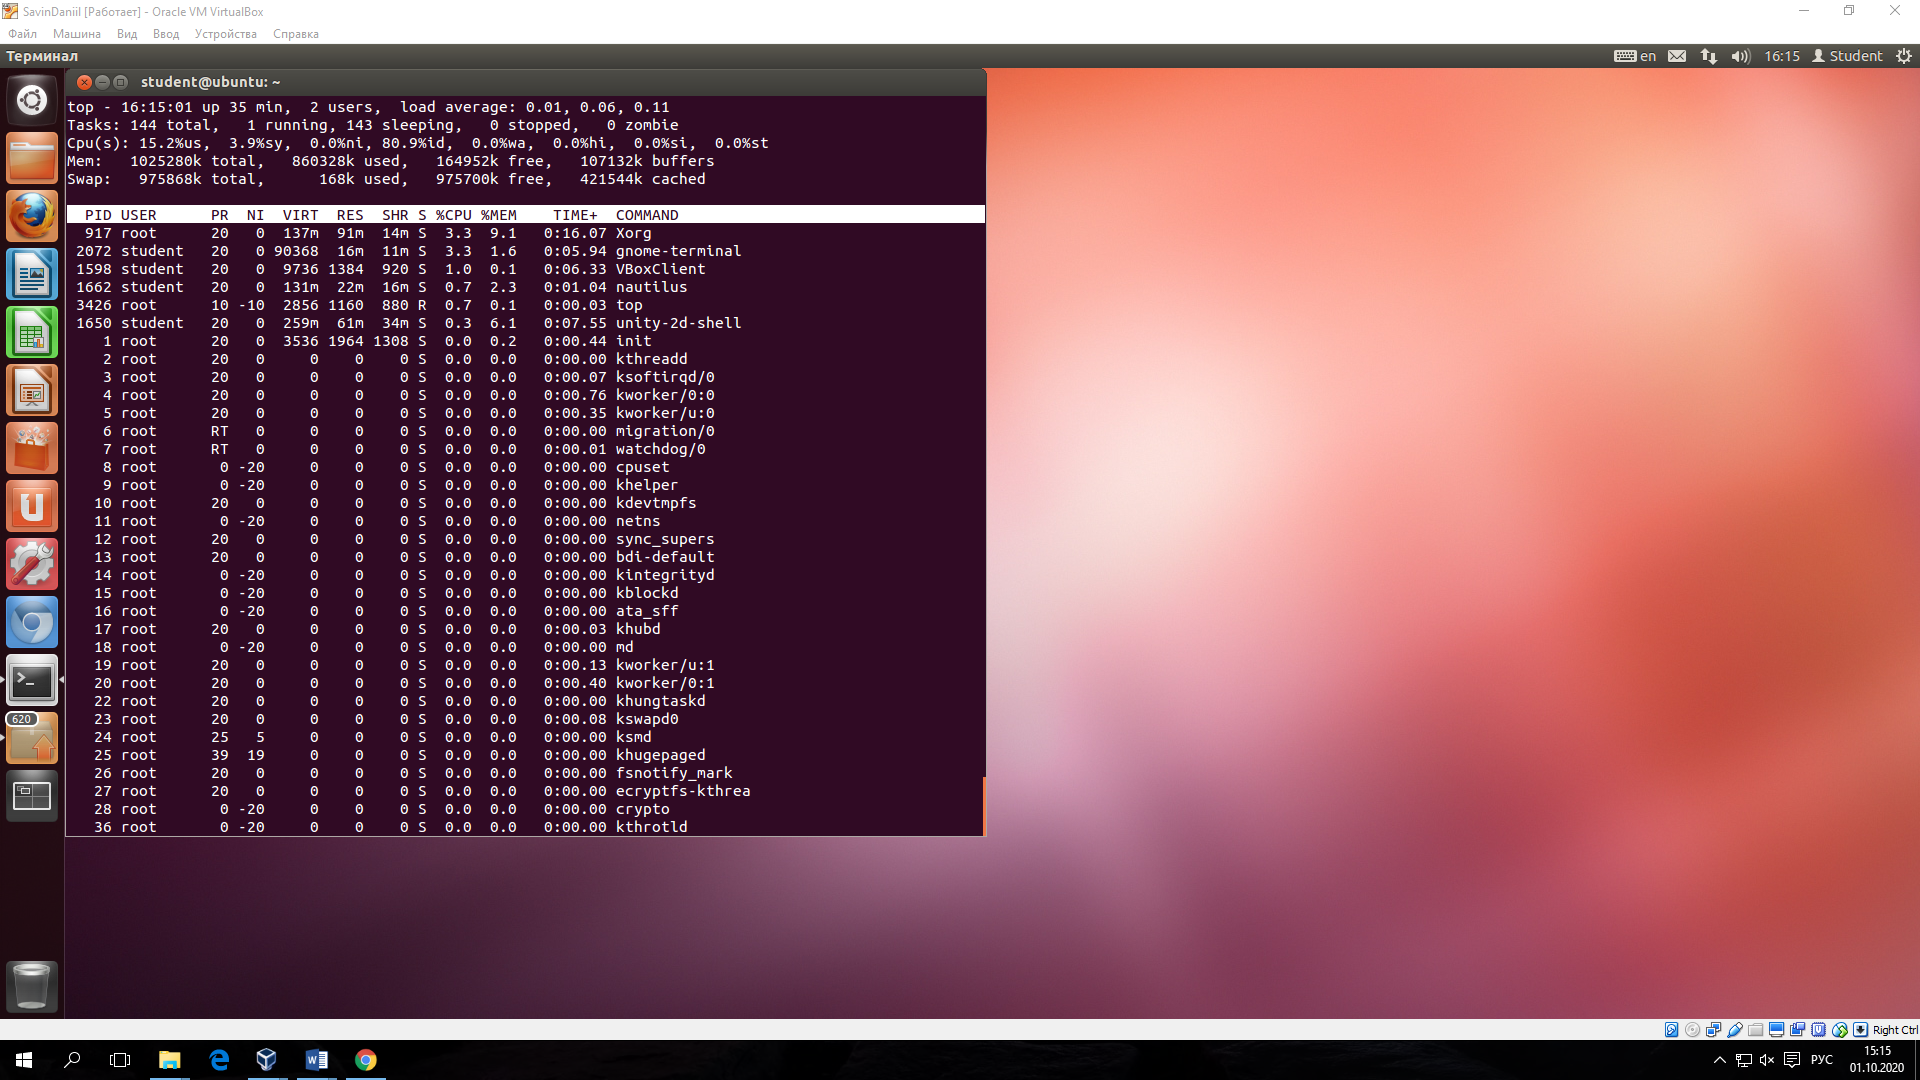 SavinDaniil [Работает] - Oracle VM VirtualBox
Файл Машина Вид Ввод Устройства Справка
Терминал en 16:15 Student
student@ubuntu: ~
top - 16:15:01 up 35 min,  2 users,  load average: 0.01, 0.06, 0.11
Tasks: 144 total,   1 running, 143 sleeping,   0 stopped,   0 zombie
Cpu(s): 15.2%us,  3.9%sy,  0.0%ni, 80.9%id,  0.0%wa,  0.0%hi,  0.0%si,  0.0%st
Mem:   1025280k total,   860328k used,   164952k free,   107132k buffers
Swap:   975868k total,      168k used,   975700k free,   421544k cached
PID USER      PR  NI  VIRT  RES  SHR S %CPU %MEM    TIME+  COMMAND
917 root      20   0  137m  91m  14m S  3.3  9.1   0:16.07 Xorg
2072 student   20   0 90368  16m  11m S  3.3  1.6   0:05.94 gnome-terminal
1598 student   20   0  9736 1384  920 S  1.0  0.1   0:06.33 VBoxClient
1662 student   20   0  131m  22m  16m S  0.7  2.3   0:01.04 nautilus
3426 root      10 -10  2856 1160  880 R  0.7  0.1   0:00.03 top
1650 student   20   0  259m  61m  34m S  0.3  6.1   0:07.55 unity-2d-shell
1 root      20   0  3536 1964 1308 S  0.0  0.2   0:00.44 init
2 root      20   0     0    0    0 S  0.0  0.0   0:00.00 kthreadd
3 root      20   0     0    0    0 S  0.0  0.0   0:00.07 ksoftirqd/0
4 root      20   0     0    0    0 S  0.0  0.0   0:00.76 kworker/0:0
5 root      20   0     0    0    0 S  0.0  0.0   0:00.35 kworker/u:0
6 root      RT   0     0    0    0 S  0.0  0.0   0:00.00 migration/0
7 root      RT   0     0    0    0 S  0.0  0.0   0:00.01 watchdog/0
8 root       0 -20     0    0    0 S  0.0  0.0   0:00.00 cpuset
9 root       0 -20     0    0    0 S  0.0  0.0   0:00.00 khelper
10 root      20   0     0    0    0 S  0.0  0.0   0:00.00 kdevtmpfs
11 root       0 -20     0    0    0 S  0.0  0.0   0:00.00 netns
12 root      20   0     0    0    0 S  0.0  0.0   0:00.00 sync_supers
13 root      20   0     0    0    0 S  0.0  0.0   0:00.00 bdi-default
14 root       0 -20     0    0    0 S  0.0  0.0   0:00.00 kintegrityd
15 root       0 -20     0    0    0 S  0.0  0.0   0:00.00 kblockd
16 root       0 -20     0    0    0 S  0.0  0.0   0:00.00 ata_sff
17 root      20   0     0    0    0 S  0.0  0.0   0:00.03 khubd
18 root       0 -20     0    0    0 S  0.0  0.0   0:00.00 md
19 root      20   0     0    0    0 S  0.0  0.0   0:00.13 kworker/u:1
20 root      20   0     0    0    0 S  0.0  0.0   0:00.40 kworker/0:1
22 root      20   0     0    0    0 S  0.0  0.0   0:00.00 khungtaskd
23 root      20   0     0    0    0 S  0.0  0.0   0:00.08 kswapd0
24 root      25   5     0    0    0 S  0.0  0.0   0:00.00 ksmd
25 root      39  19     0    0    0 S  0.0  0.0   0:00.00 khugepaged
26 root      20   0     0    0    0 S  0.0  0.0   0:00.00 fsnotify_mark
27 root      20   0     0    0    0 S  0.0  0.0   0:00.00 ecryptfs-kthrea
28 root       0 -20     0    0    0 S  0.0  0.0   0:00.00 crypto
36 root       0 -20     0    0    0 S  0.0  0.0   0:00.00 kthrotld
620
Right Ctrl
РУС
15:15
01.10.2020